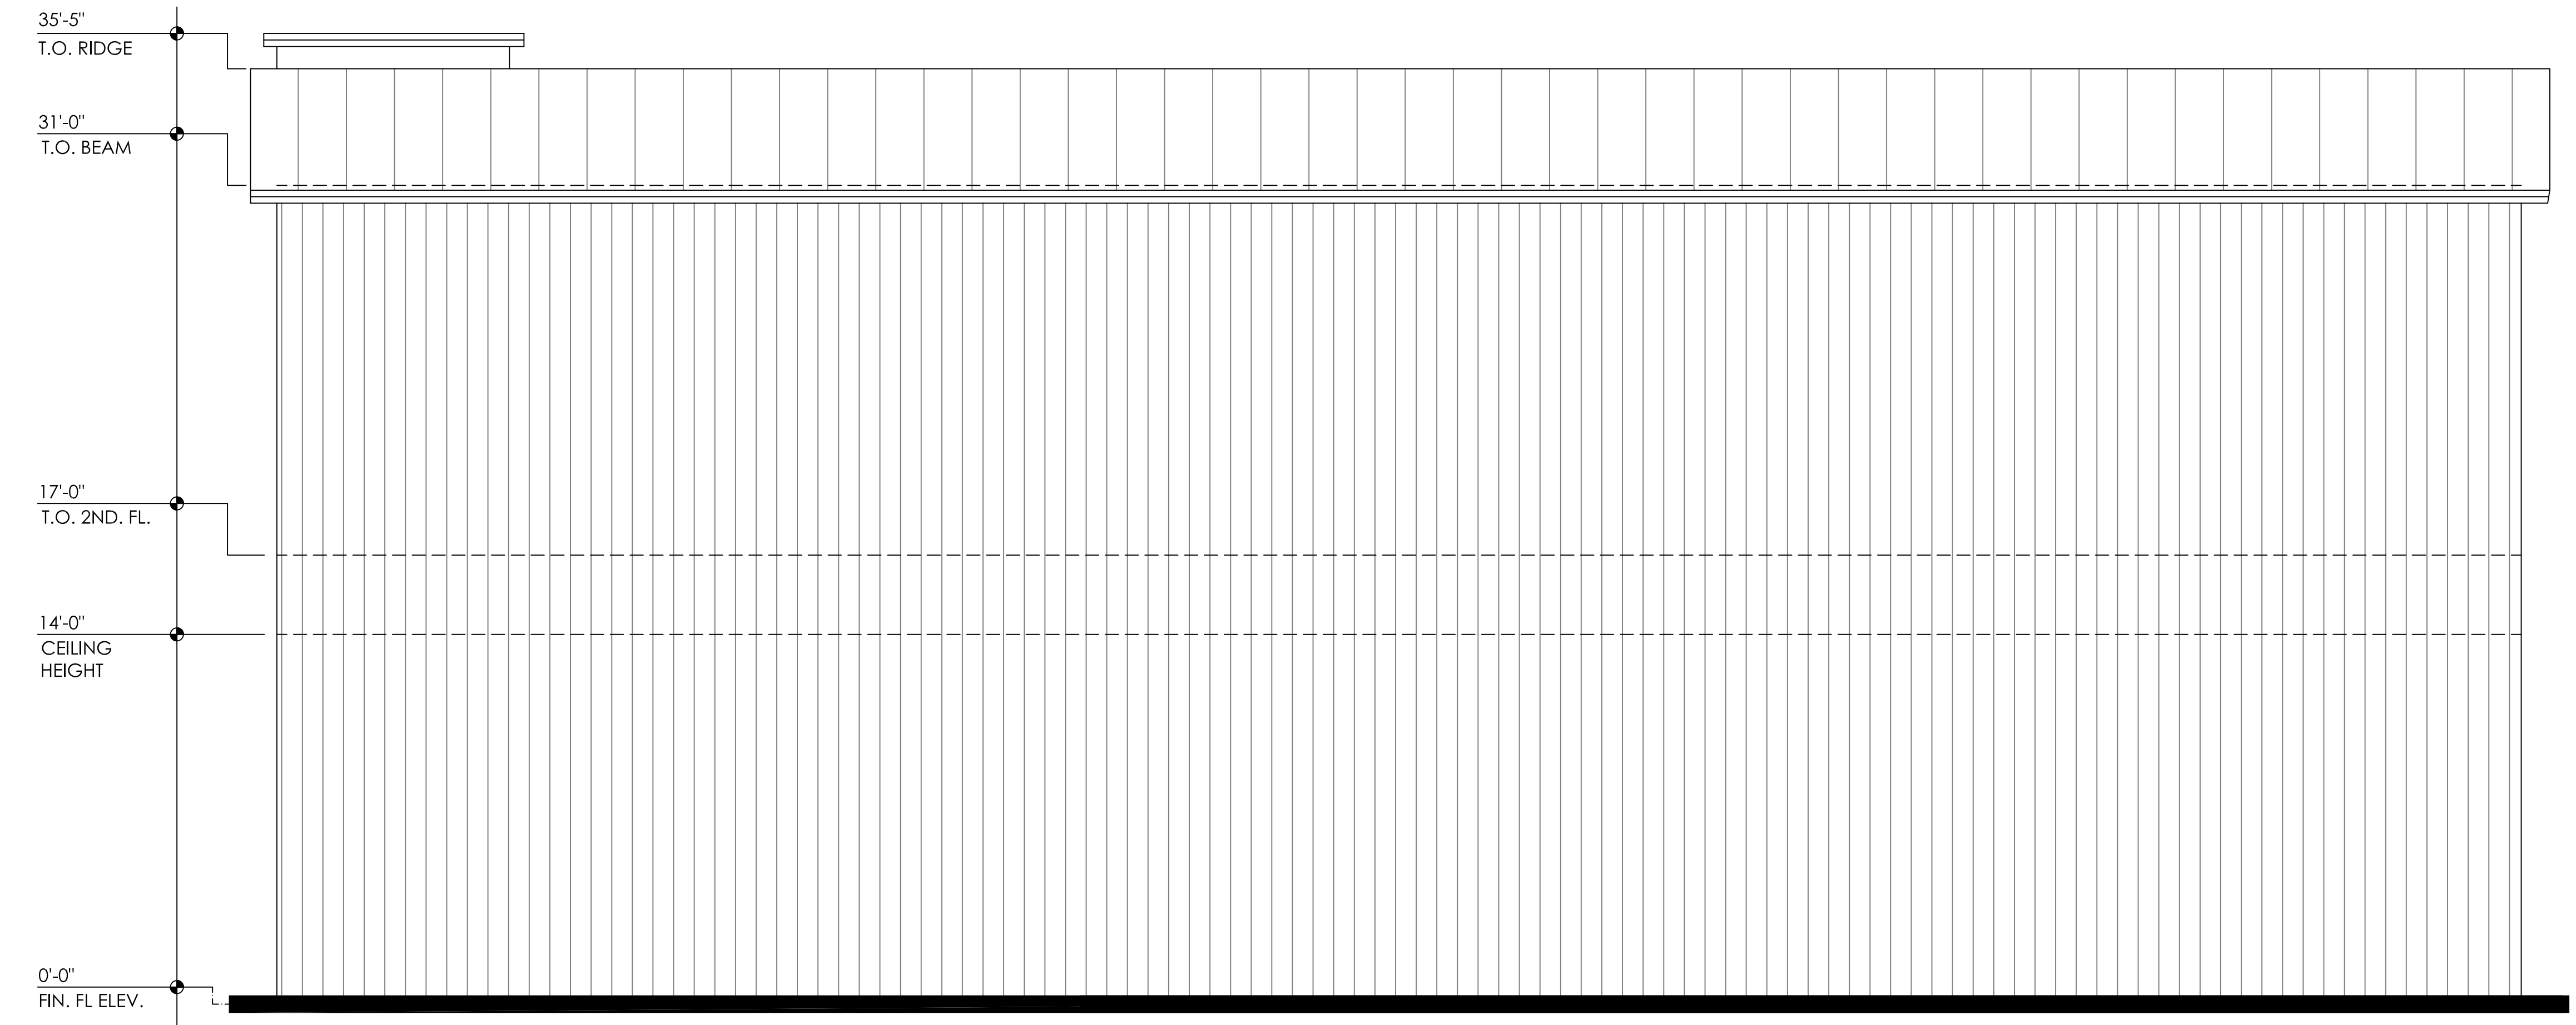 35'-5"
T.O. RIDGE
31'-0"
T.O. BEAM
17'-0"
T.O. 2ND. FL.
14'-0"
CEILING
HEIGHT
0'-0"
FIN. FL ELEV.